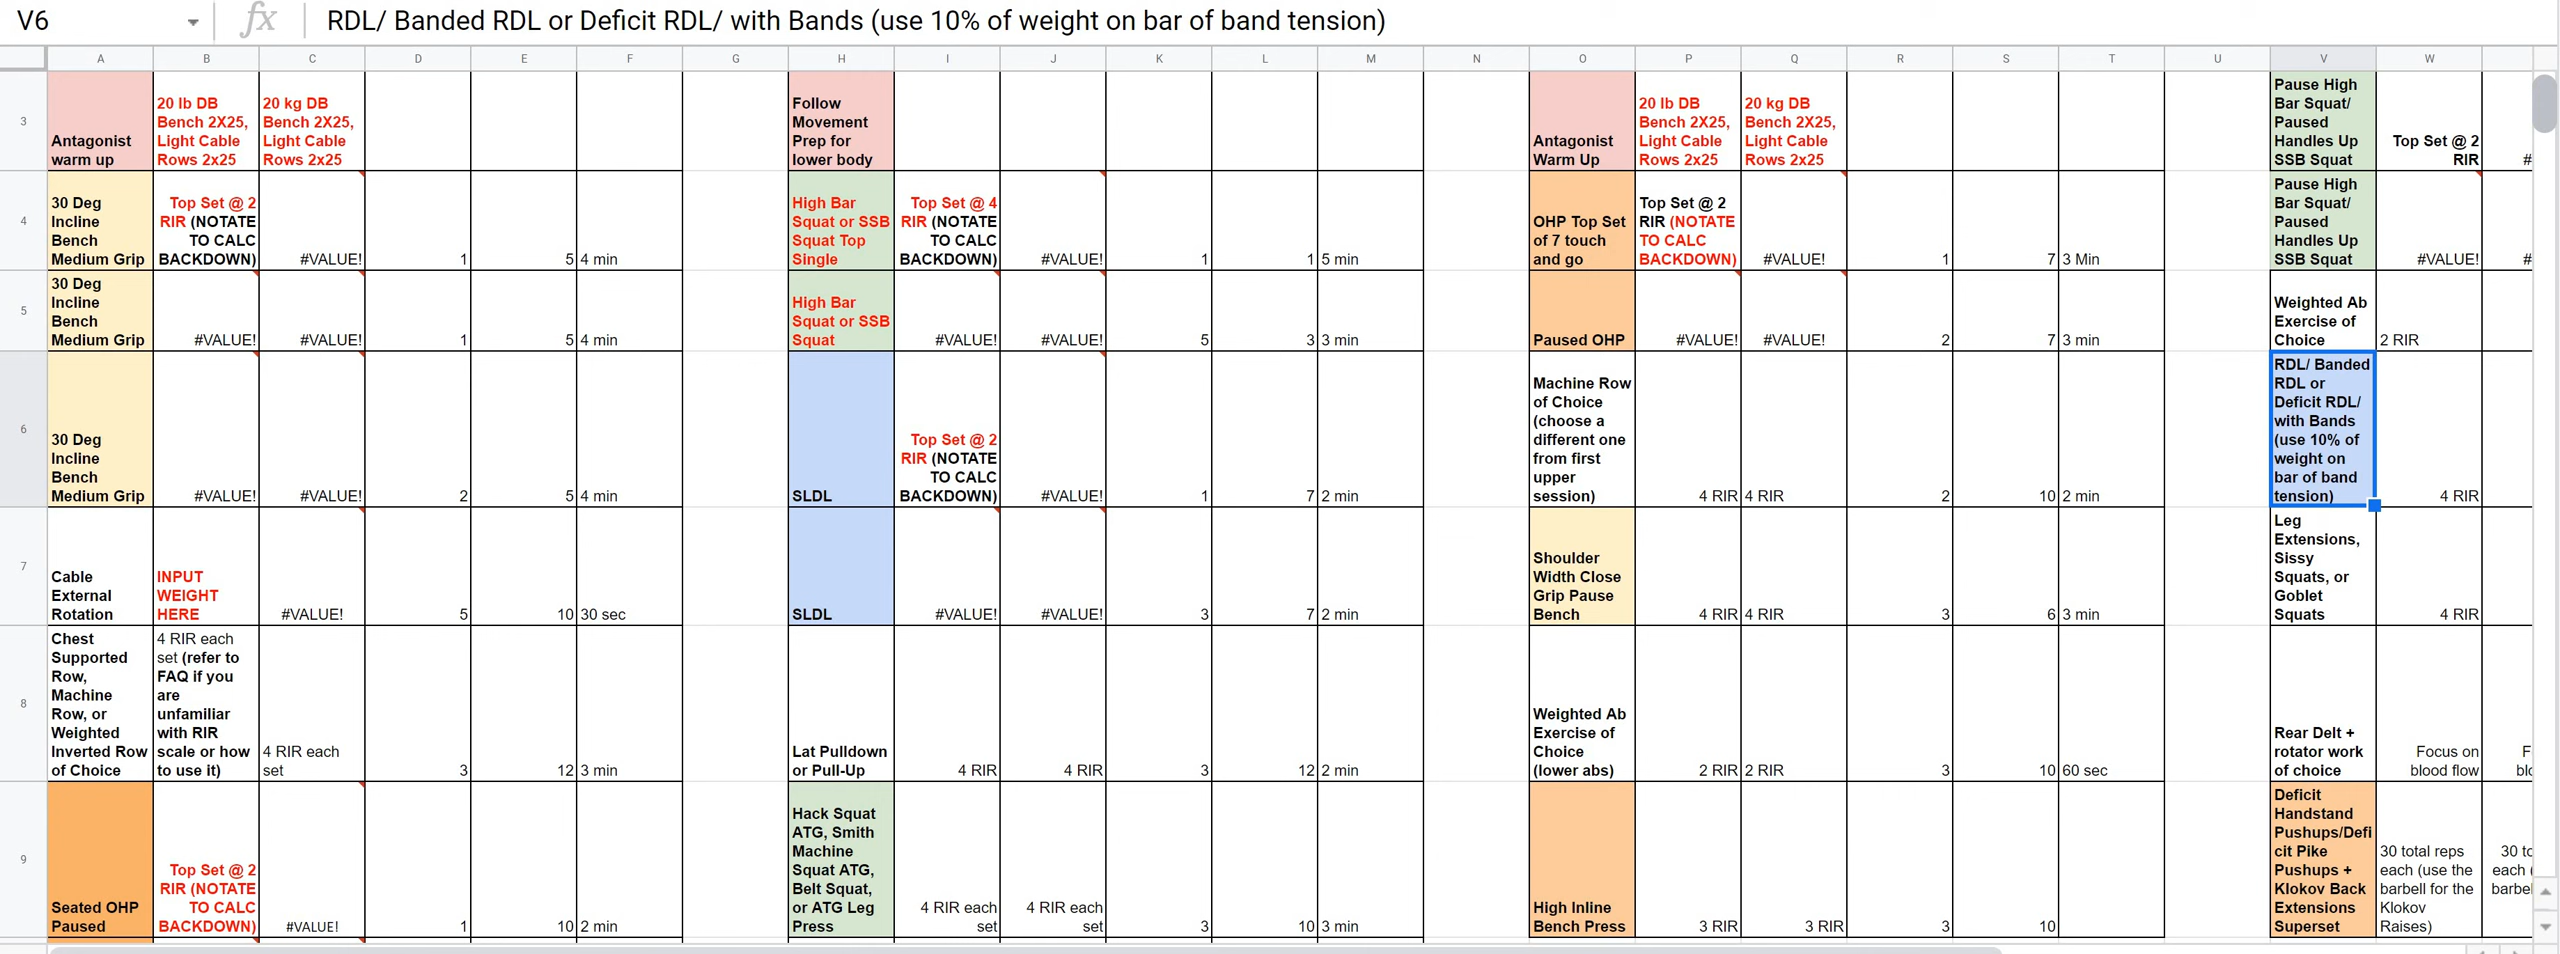 V6
fx
RDL/ Banded RDL or Deficit RDL/ with Bands (use 10% of weight on bar of band tension)
A B C D E F G H I J K L M N O P Q R S T U V W
3
Antagonist
warm up
20 lb DB
Bench 2X25,
Light Cable
Rows 2x25
20 kg DB
Bench 2X25,
Light Cable
Rows 2x25
Follow
Movement
Prep for
lower body
Antagonist
Warm Up
20 lb DB
Bench 2X25,
Light Cable
Rows 2x25
20 kg DB
Bench 2X25,
Light Cable
Rows 2x25
Pause High
Bar Squat/
Paused
Handles Up
SSB Squat
Top Set @ 2
RIR
#
4
30 Deg
Incline
Bench
Medium Grip
Top Set @ 2
RIR (NOTATE
TO CALC
BACKDOWN)
#VALUE!
1
5
4 min
High Bar
Squat or SSB
Squat Top
Single
Top Set @ 4
RIR (NOTATE
TO CALC
BACKDOWN)
#VALUE!
1
1
5 min
OHP Top Set
of 7 touch
and go
Top Set @ 2
RIR (NOTATE
TO CALC
BACKDOWN)
#VALUE!
1
7
3 Min
Pause High
Bar Squat/
Paused
Handles Up
SSB Squat
#VALUE!
#
5
30 Deg
Incline
Bench
Medium Grip
#VALUE!
#VALUE!
1
5
4 min
High Bar
Squat or SSB
Squat
#VALUE!
#VALUE!
5
3
3 min
Paused OHP
#VALUE!
#VALUE!
2
7
3 min
Weighted Ab
Exercise of
Choice
2 RIR
6
30 Deg
Incline
Bench
Medium Grip
#VALUE!
#VALUE!
2
5
4 min
SLDL
Top Set @ 2
RIR (NOTATE
TO CALC
BACKDOWN)
#VALUE!
1
7
2 min
Machine Row
of Choice
(choose a
different one
from first
upper
session)
4 RIR
4 RIR
2
10
2 min
RDL/ Banded
RDL or
Deficit RDL/
with Bands
(use 10% of
weight on
bar of band
tension)
4 RIR
7
Cable
External
Rotation
INPUT
WEIGHT
HERE
#VALUE!
5
10
30 sec
SLDL
#VALUE!
#VALUE!
3
7
2 min
Shoulder
Width Close
Grip Pause
Bench
4 RIR
4 RIR
3
6
3 min
Leg
Extensions,
Sissy
Squats, or
Goblet
Squats
4 RIR
8
Chest
Supported
Row,
Machine
Row, or
Weighted
Inverted Row
of Choice
4 RIR each
set (refer to
FAQ if you
are
unfamiliar
with RIR
scale or how
to use it)
4 RIR each
set
3
12
3 min
Lat Pulldown
or Pull-Up
4 RIR
4 RIR
3
12
2 min
Weighted Ab
Exercise of
Choice
(lower abs)
2 RIR
2 RIR
3
10
60 sec
Rear Delt +
rotator work
of choice
Focus on
blood flow
F
blo
9
Seated OHP
Paused
Top Set @ 2
RIR (NOTATE
TO CALC
BACKDOWN)
#VALUE!
1
10
2 min
Hack Squat
ATG, Smith
Machine
Squat ATG,
Belt Squat,
or ATG Leg
Press
4 RIR each
set
4 RIR each
set
3
10
3 min
High Inline
Bench Press
3 RIR
3 RIR
3
10
Deficit
Handstand
Pushups/Defi
cit Pike
Pushups +
Klokov Back
Extensions
Superset
30 total reps
each (use the
barbell for the
Klokov
Raises)
30 to
each (
barbel